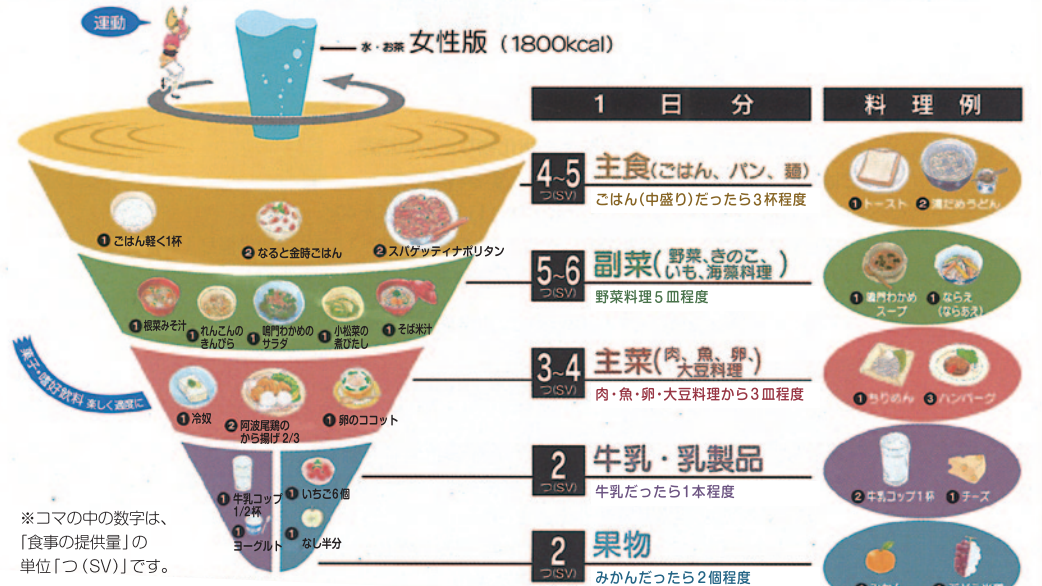 運動
水・お茶
女性版（1800kcal）
1日分
料理例
4~5
つ(SV)
主食(ごはん、パン、麺)
ごはん(中盛り)だったら3杯程度
❶ごはん軽く1杯
❷なると金時ごはん
❷スパゲッティナポリタン
❶トースト
5~6
つ(SV)
副菜(野菜、きのこ、
いも、海藻料理)
野菜料理5皿程度
❶根菜みそ汁
❶れんこんの
きんぴら
❶鳴門わかめの
サラダ
❶小松菜の
煮びたし
❶そば米汁
❶鳴門わかめ
スープ
❶ならえ
(ならあえ)
菓子・嗜好飲料 楽しく適度に
3~4
つ(SV)
主菜(肉、魚、卵、
大豆料理)
肉・魚・卵・大豆料理から3皿程度
❶冷奴
❷阿波尾鶏の
から揚げ2/3
❶卵のココット
❶ちりめん
❸ハンバーグ
2
つ(SV)
牛乳・乳製品
牛乳だったら1本程度
❶牛乳コップ
1/2杯
❶ヨーグルト
❷牛乳コップ1杯
❶チーズ
2
つ(SV)
果物
みかんだったら2個程度
❶いちご6個
❶なし半分
※コマの中の数字は、
「食事の提供量」の
単位「つ(SV)」です。